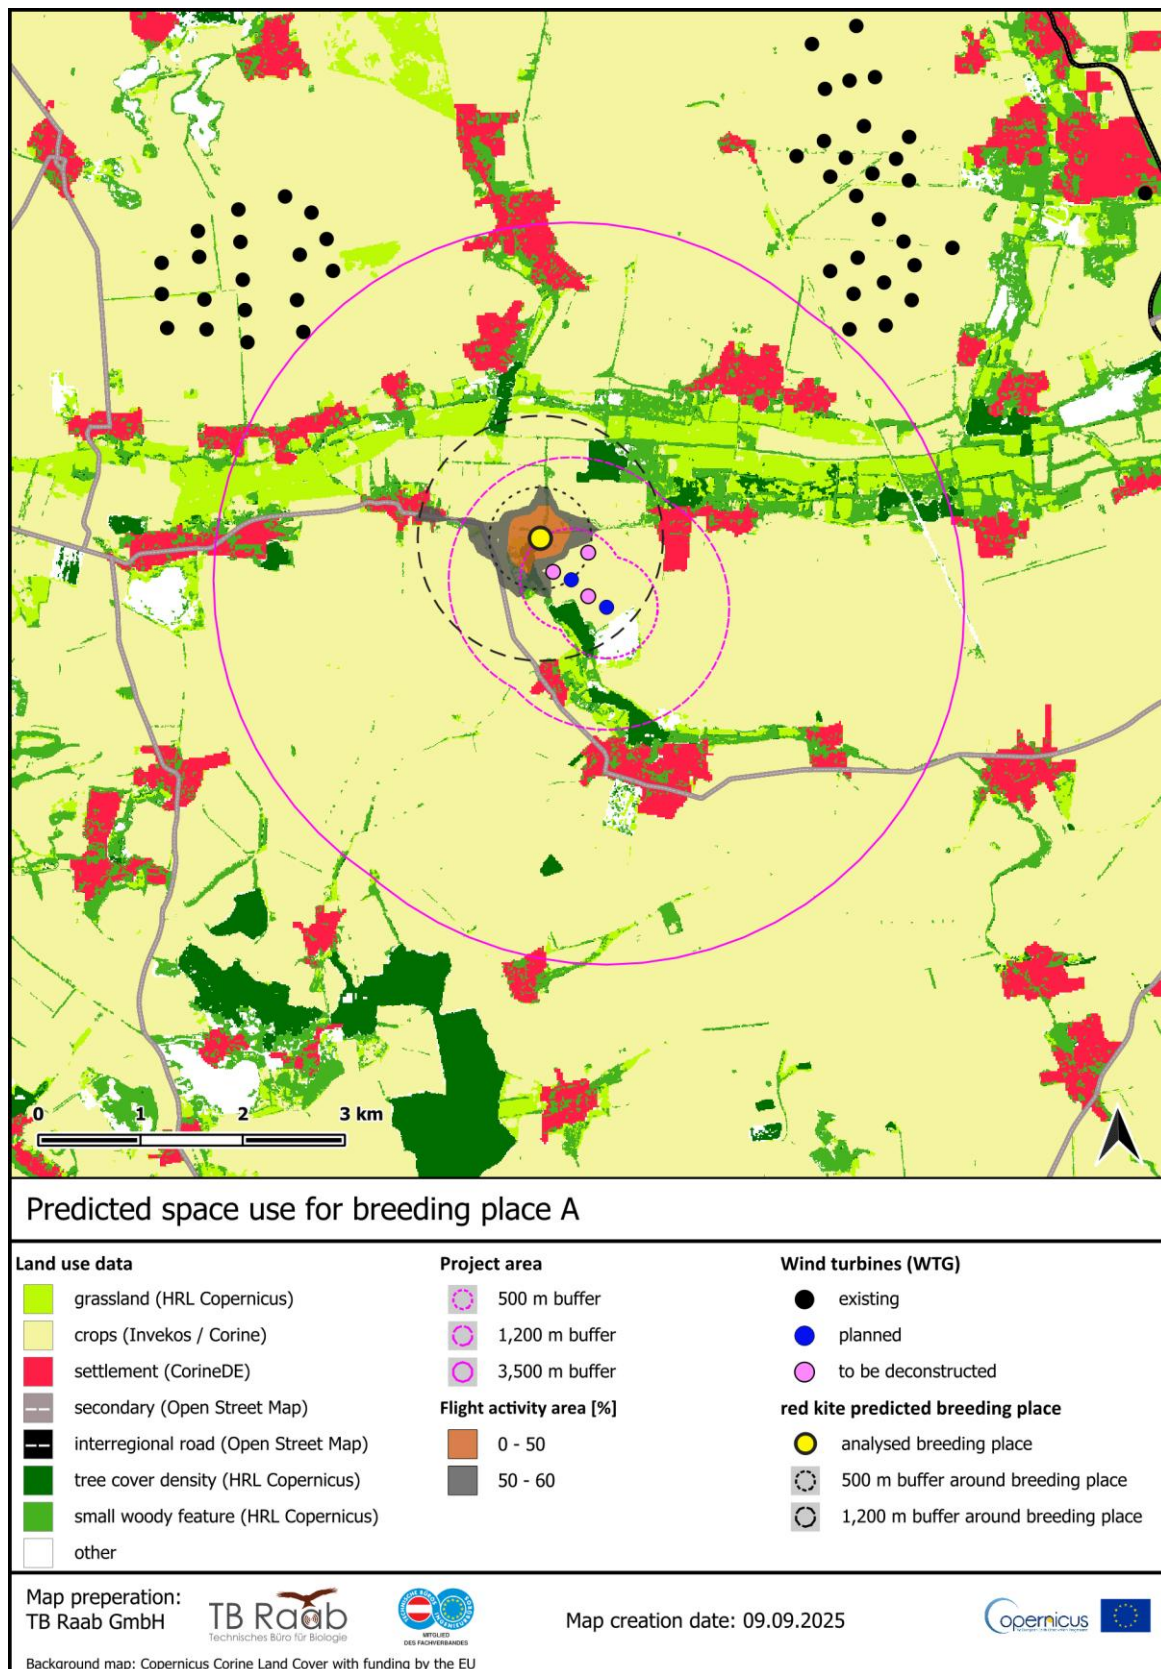 0 1 2 3 km
Predicted space use for breeding place A
Land use data
grassland (HRL Copernicus)
crops (Invekos / Corine)
settlement (CorineDE)
secondary (Open Street Map)
interregional road (Open Street Map)
tree cover density (HRL Copernicus)
small woody feature (HRL Copernicus)
other
Project area
500 m buffer
1,200 m buffer
3,500 m buffer
Flight activity area [%]
0 - 50
50 - 60
Wind turbines (WTG)
existing
planned
to be deconstructed
red kite predicted breeding place
analysed breeding place
500 m buffer around breeding place
1,200 m buffer around breeding place
Map preperation:
TB Raab GmbH
TB Raab
Technisches Büro für Biologie
MITGLIED
DES FACHVERBANDES
Map creation date: 09.09.2025
opernicus
Background map: Copernicus Corine Land Cover with funding by the EU